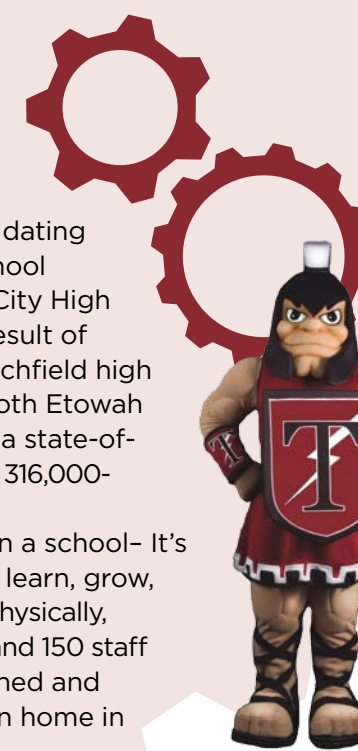 dating
hool
City High
esult of
chfield high
oth Etowah
a state-of-
316,000-
n a school– It's
learn, grow,
hysically,
and 150 staff
ned and
n home in
T
T